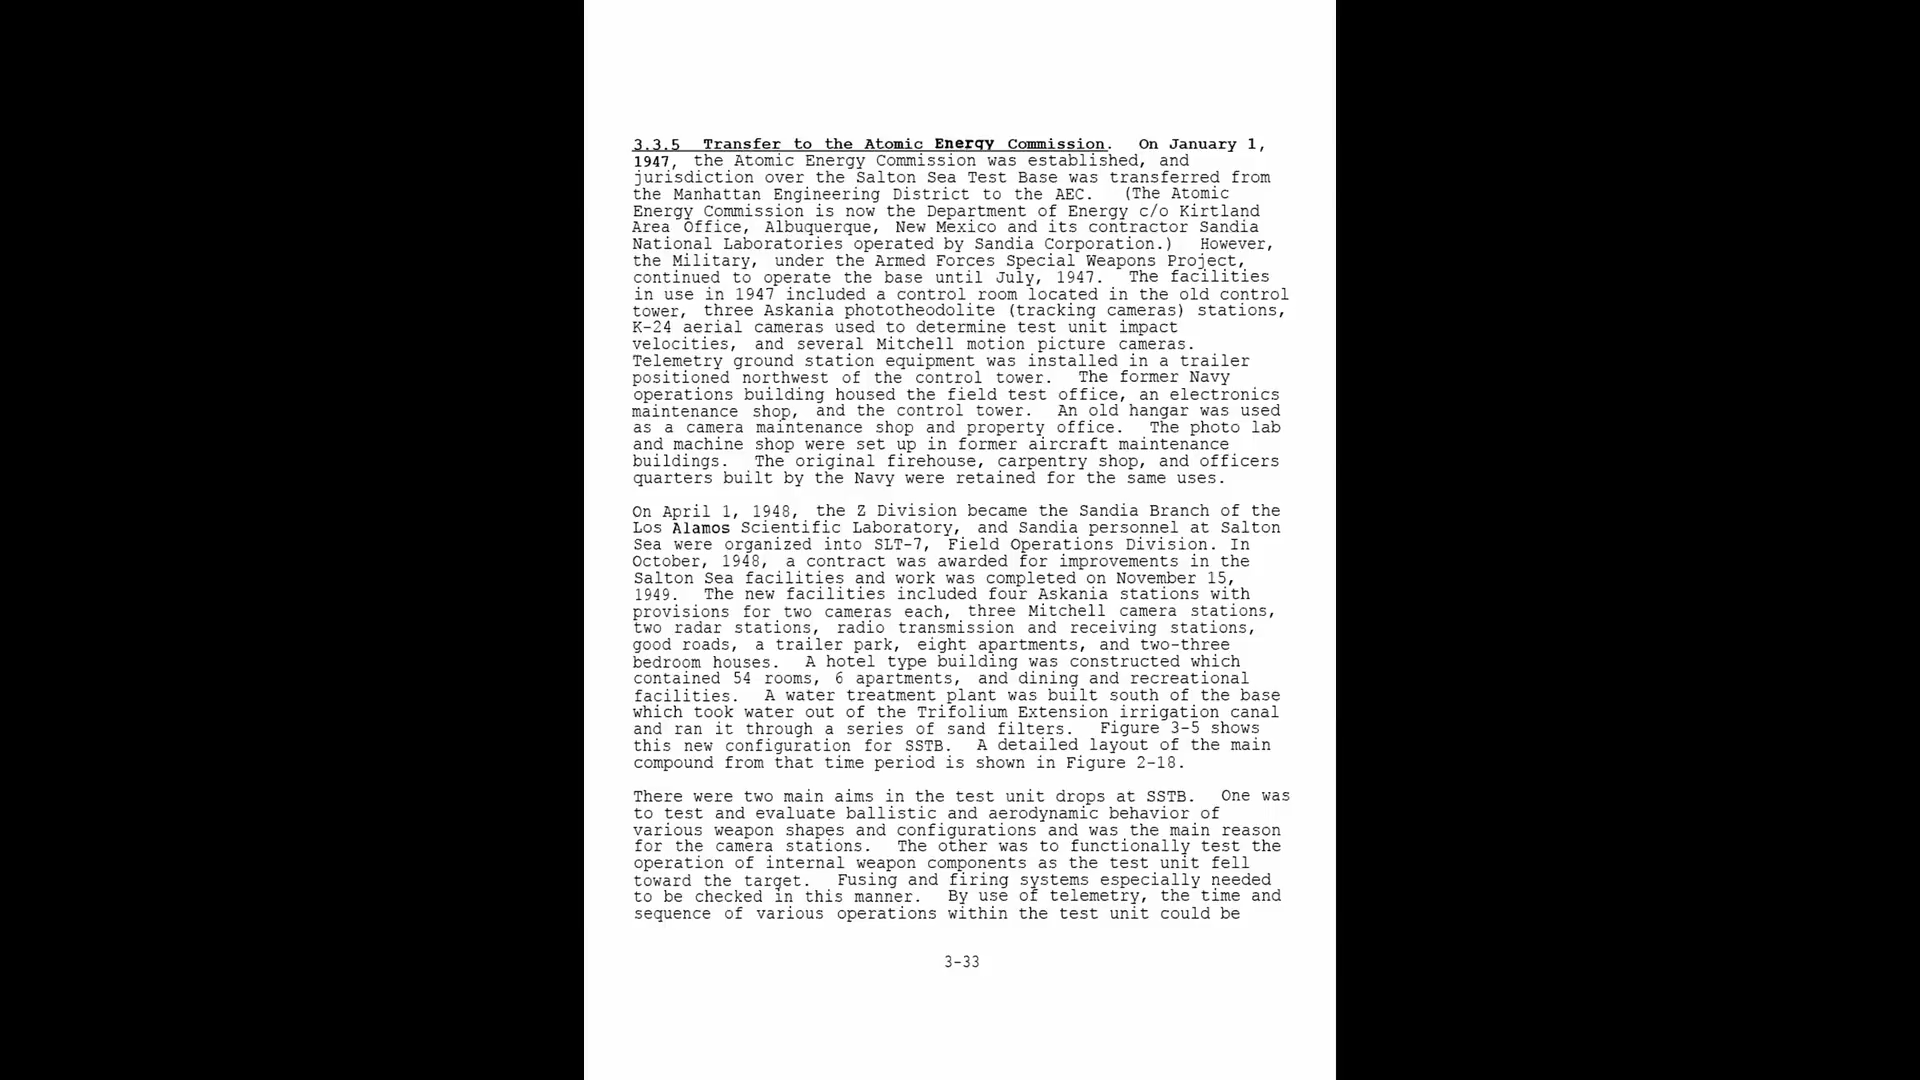 3.3.5 Transfer to the Atomic Energy Commission. On January 1,
1947, the Atomic Energy Commission was established, and
jurisdiction over the Salton Sea Test Base was transferred from
the Manhattan Engineering District to the AEC. (The Atomic
Energy Commission is now the Department of Energy c/o Kirtland
Area Office, Albuquerque, New Mexico and its contractor Sandia
National Laboratories operated by Sandia Corporation.) However,
the Military, under the Armed Forces Special Weapons Project,
continued to operate the base until July, 1947. The facilities
in use in 1947 included a control room located in the old control
tower, three Askania phototheodolite (tracking cameras) stations,
K-24 aerial cameras used to determine test unit impact
velocities, and several Mitchell motion picture cameras.
Telemetry ground station equipment was installed in a trailer
positioned northwest of the control tower. The former Navy
operations building housed the field test office, an electronics
maintenance shop, and the control tower. An old hangar was used
as a camera maintenance shop and property office. The photo lab
and machine shop were set up in former aircraft maintenance
buildings. The original firehouse, carpentry shop, and officers
quarters built by the Navy were retained for the same uses.
On April 1, 1948, the Z Division became the Sandia Branch of the
Los Alamos Scientific Laboratory, and Sandia personnel at Salton
Sea were organized into SLT-7, Field Operations Division. In
October, 1948, a contract was awarded for improvements in the
Salton Sea facilities and work was completed on November 15,
1949. The new facilities included four Askania stations with
provisions for two cameras each, three Mitchell camera stations,
two radar stations, radio transmission and receiving stations,
good roads, a trailer park, eight apartments, and two-three
bedroom houses. A hotel type building was constructed which
contained 54 rooms, 6 apartments, and dining and recreational
facilities. A water treatment plant was built south of the base
which took water out of the Trifolium Extension irrigation canal
and ran it through a series of sand filters. Figure 3-5 shows
this new configuration for SSTB. A detailed layout of the main
compound from that time period is shown in Figure 2-18.
There were two main aims in the test unit drops at SSTB. One was
to test and evaluate ballistic and aerodynamic behavior of
various weapon shapes and configurations and was the main reason
for the camera stations. The other was to functionally test the
operation of internal weapon components as the test unit fell
toward the target. Fusing and firing systems especially needed
to be checked in this manner. By use of telemetry, the time and
sequence of various operations within the test unit could be
3-33